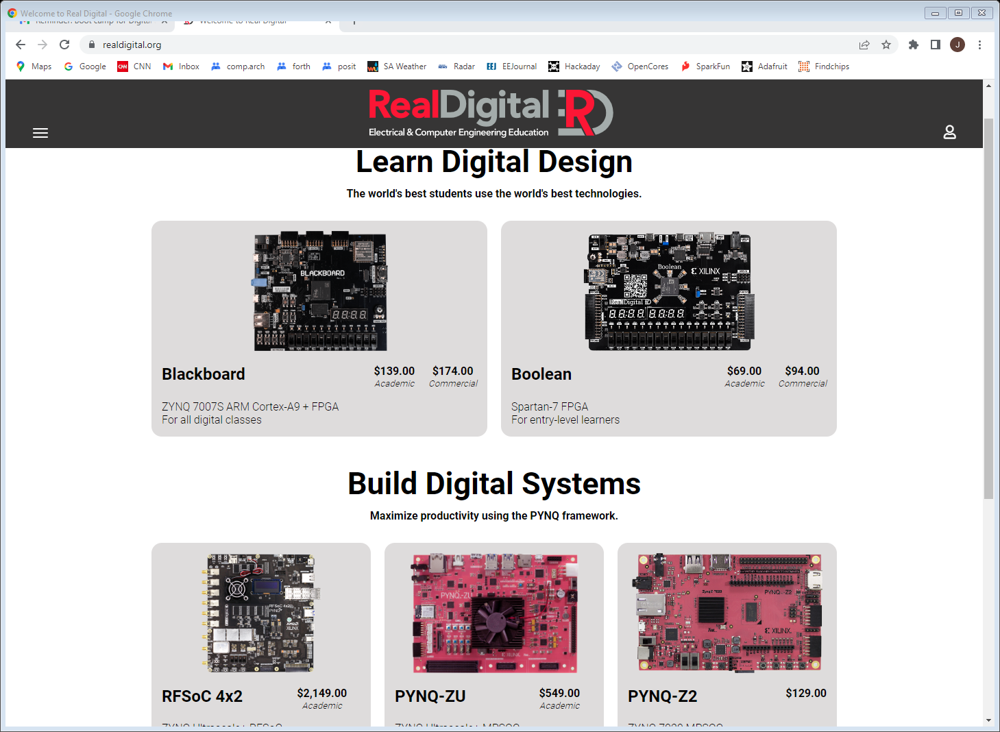 Welcome to Real Digital - Google Chrome
Reminder: Boot camp for Digital
Welcome to Real Digital
realdigital.org
J
Maps
Google
CNN
Inbox
comp.arch
forth
posit
SA Weather
Radar
EEJournal
Hackaday
OpenCores
SparkFun
Adafruit
Findchips
RealDigital RD
Electrical & Computer Engineering Education
Learn Digital Design
The world's best students use the world's best technologies.
BLACKBOARD
Boolean
XILINX
RealDigital
Blackboard
$139.00
Academic
$174.00
Commercial
ZYNQ 7007S ARM Cortex-A9 + FPGA
For all digital classes
Boolean
$69.00
Academic
$94.00
Commercial
Spartan-7 FPGA
For entry-level learners
Build Digital Systems
Maximize productivity using the PYNQ framework.
RFSoC 4x2
PYNQ
AMD
XILINX
PYNQ-ZU
XILINX
PYNQ-Z2
XILINX
RFSoC 4x2
$2,149.00
Academic
PYNQ-ZU
$549.00
Academic
PYNQ-Z2
$129.00
ZYNQ Ultrascale+ RFSoC
ZYNQ Ultrascale+ MPSOC
ZYNQ 7020 MPSOC